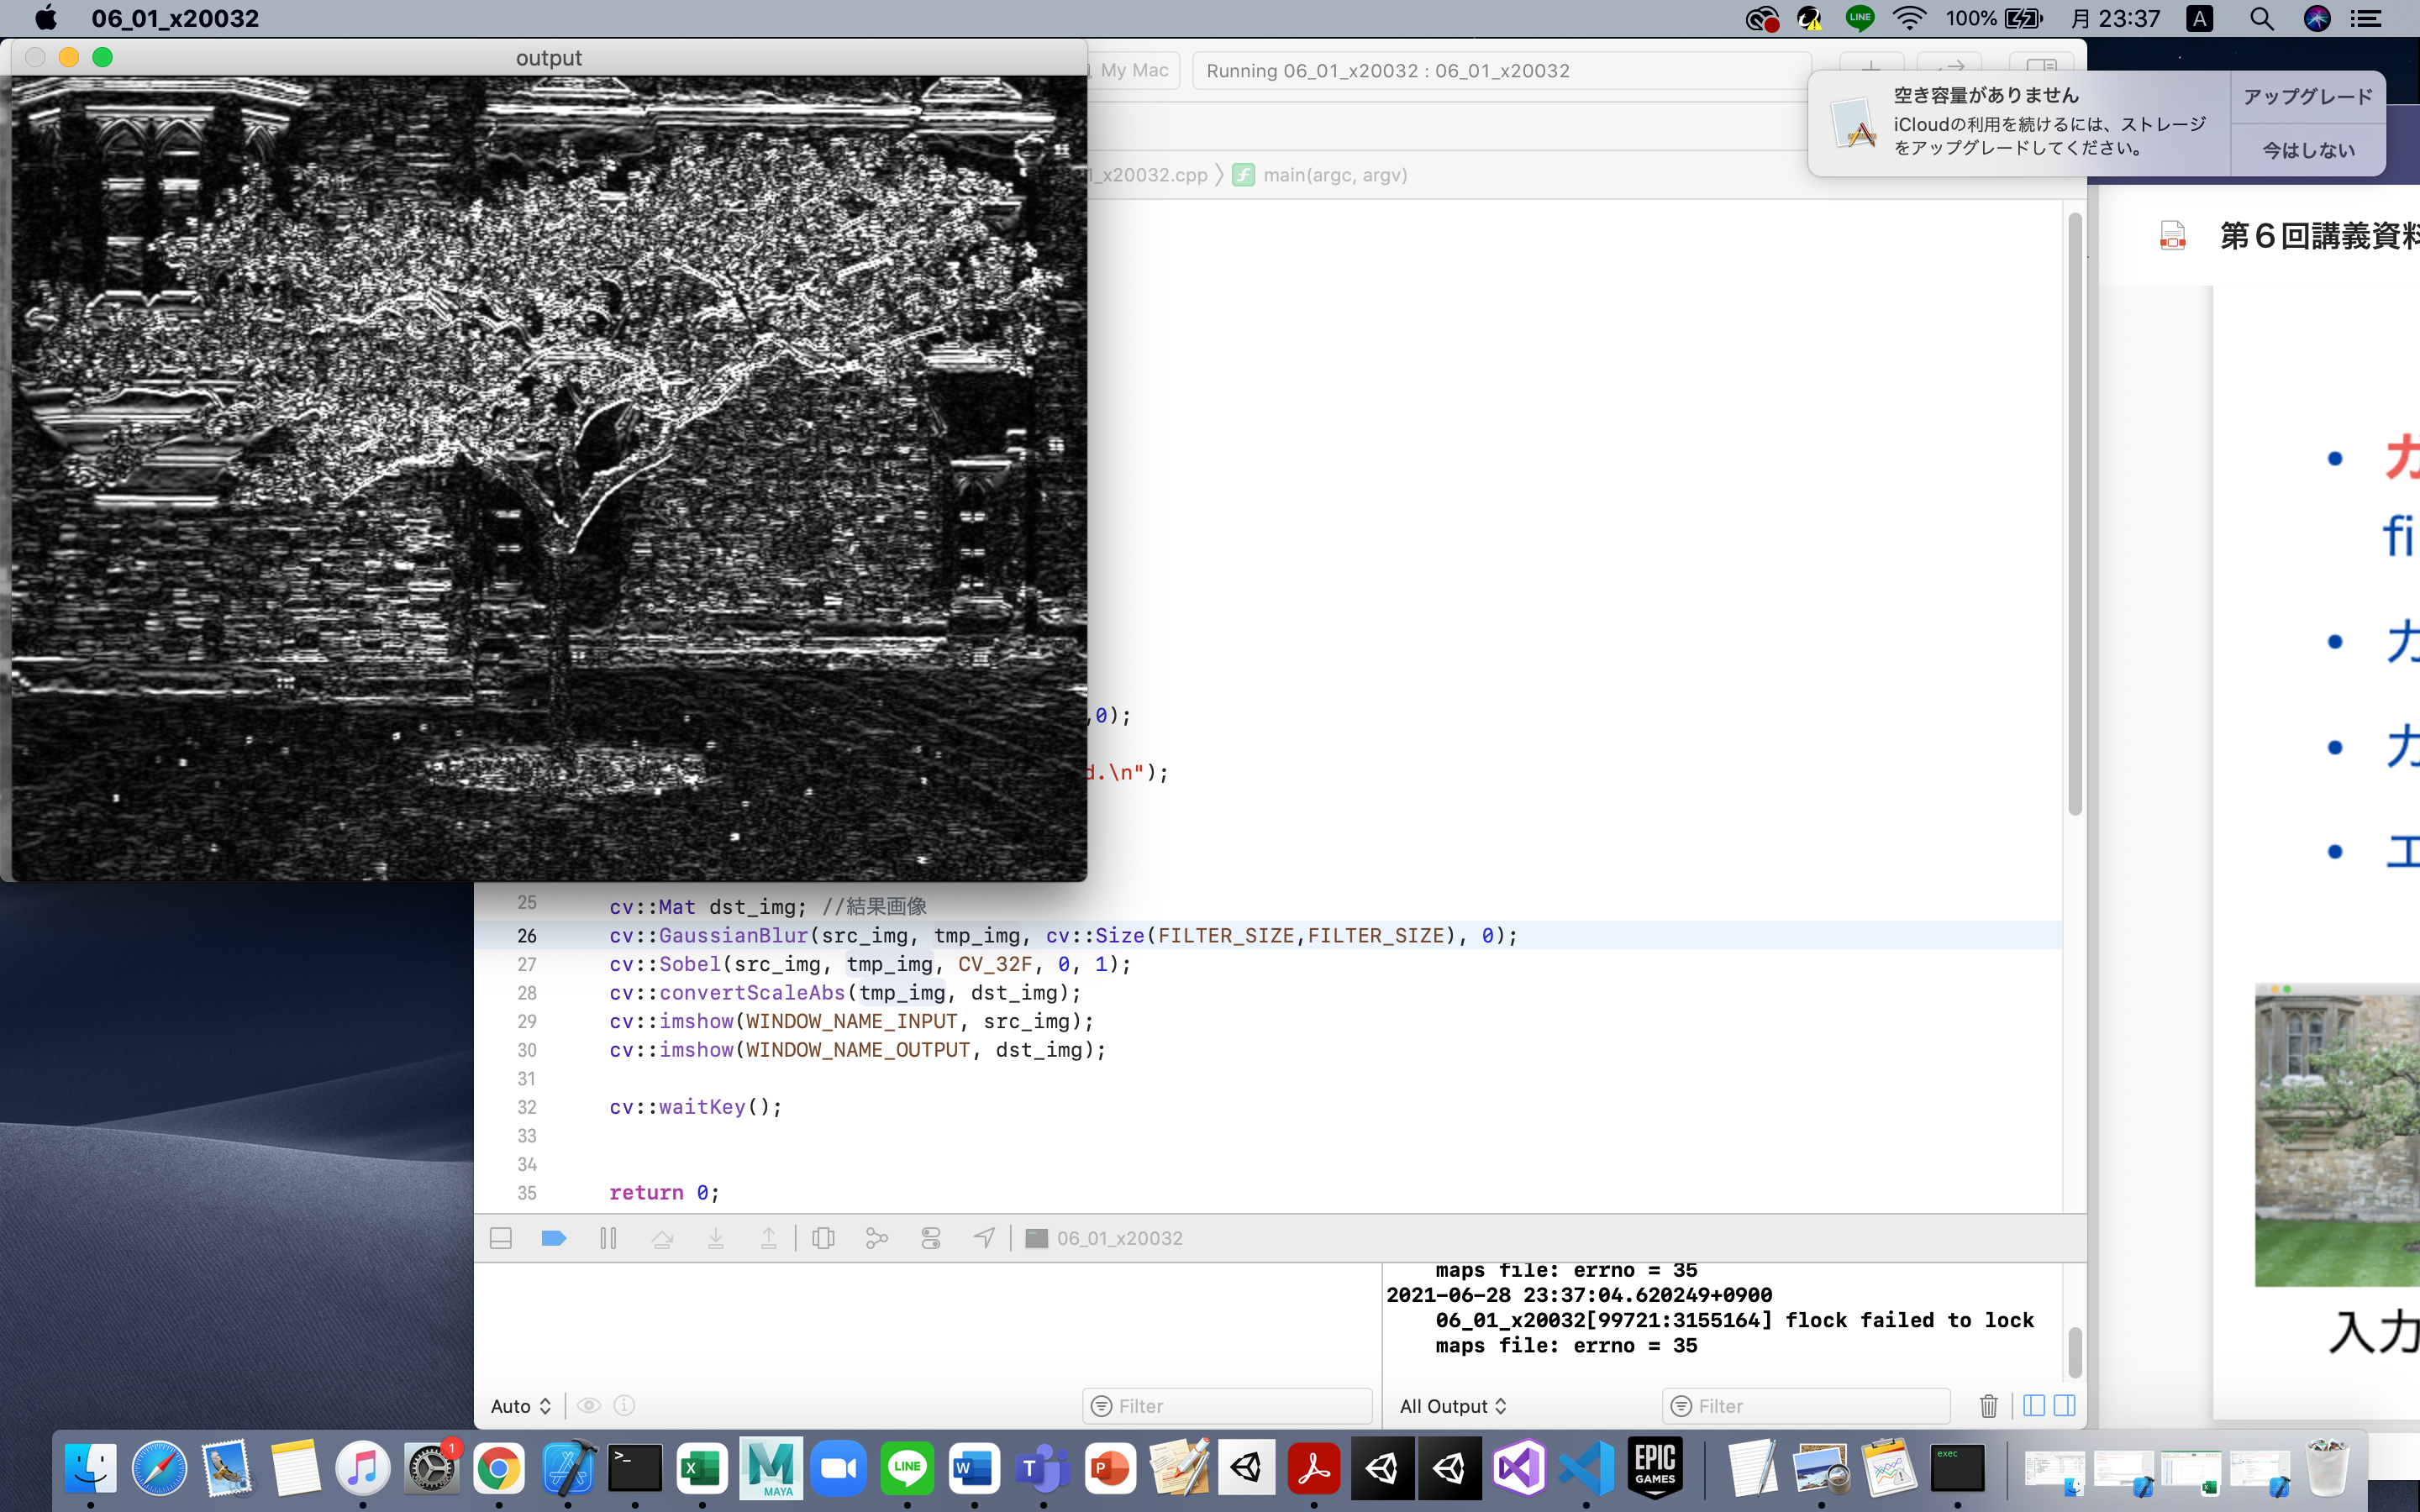 06_01_x20032
LINE
100%
月 23:37
A
output
My Mac
Running 06_01_x20032 : 06_01_x20032
空き容量がありません
iCloudの利用を続けるには、ストレージ
をアップグレードしてください。
アップグレード
今はしない
_x20032.cpp 〉 f main(argc, argv)
第6回講義資料
,0);
d.\n");
25 cv::Mat dst_img; //結果画像
26 cv::GaussianBlur(src_img, tmp_img, cv::Size(FILTER_SIZE,FILTER_SIZE), 0);
27 cv::Sobel(src_img, tmp_img, CV_32F, 0, 1);
28 cv::convertScaleAbs(tmp_img, dst_img);
29 cv::imshow(WINDOW_NAME_INPUT, src_img);
30 cv::imshow(WINDOW_NAME_OUTPUT, dst_img);
31
32 cv::waitKey();
33
34
35 return 0;
• fi
• カ
• カ
• エ
入力
06_01_x20032
maps file: errno = 35
2021-06-28 23:37:04.620249+0900
06_01_x20032[99721:3155164] flock failed to lock
maps file: errno = 35
Auto
Filter
All Output
Filter
1
>_
X
MAYA
LINE
W
T
P
EPIC
GAMES
exec